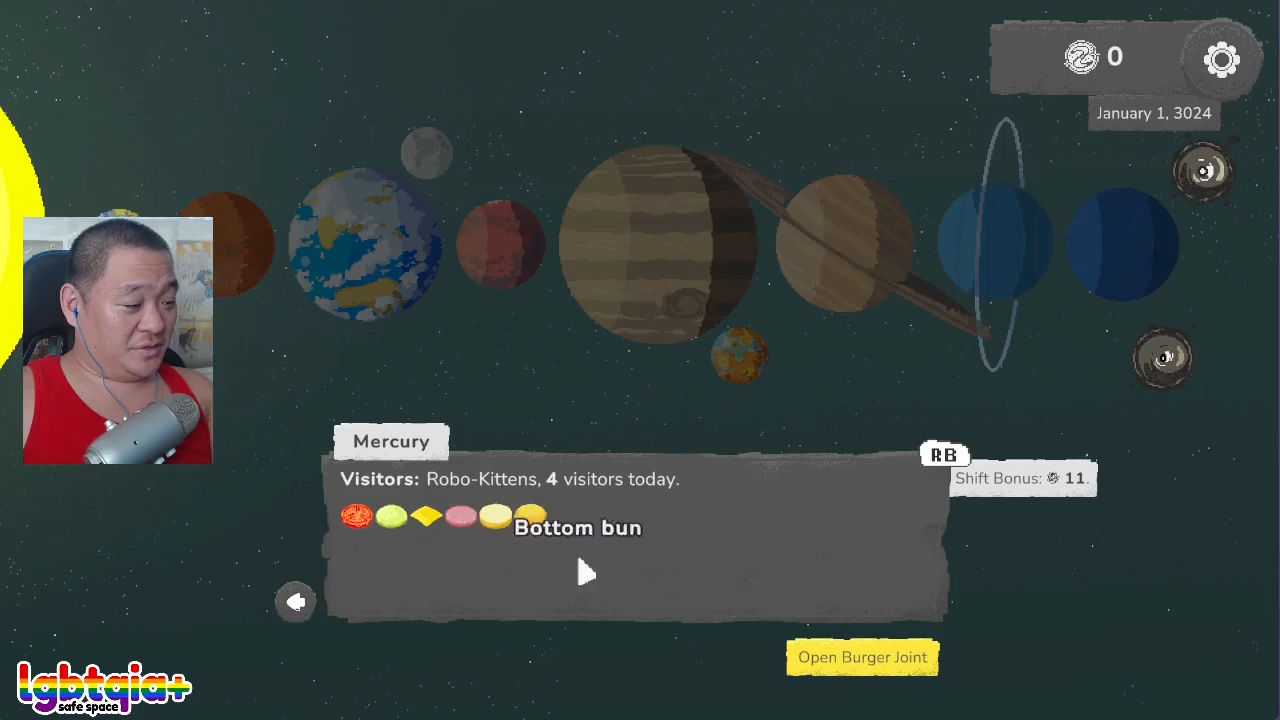 0
January 1, 3024
Mercury
RB
Visitors: Robo-Kittens, 4 visitors today.
Shift Bonus: 11.
Bottom bun
Open Burger Joint
lgbtqia+
safe space